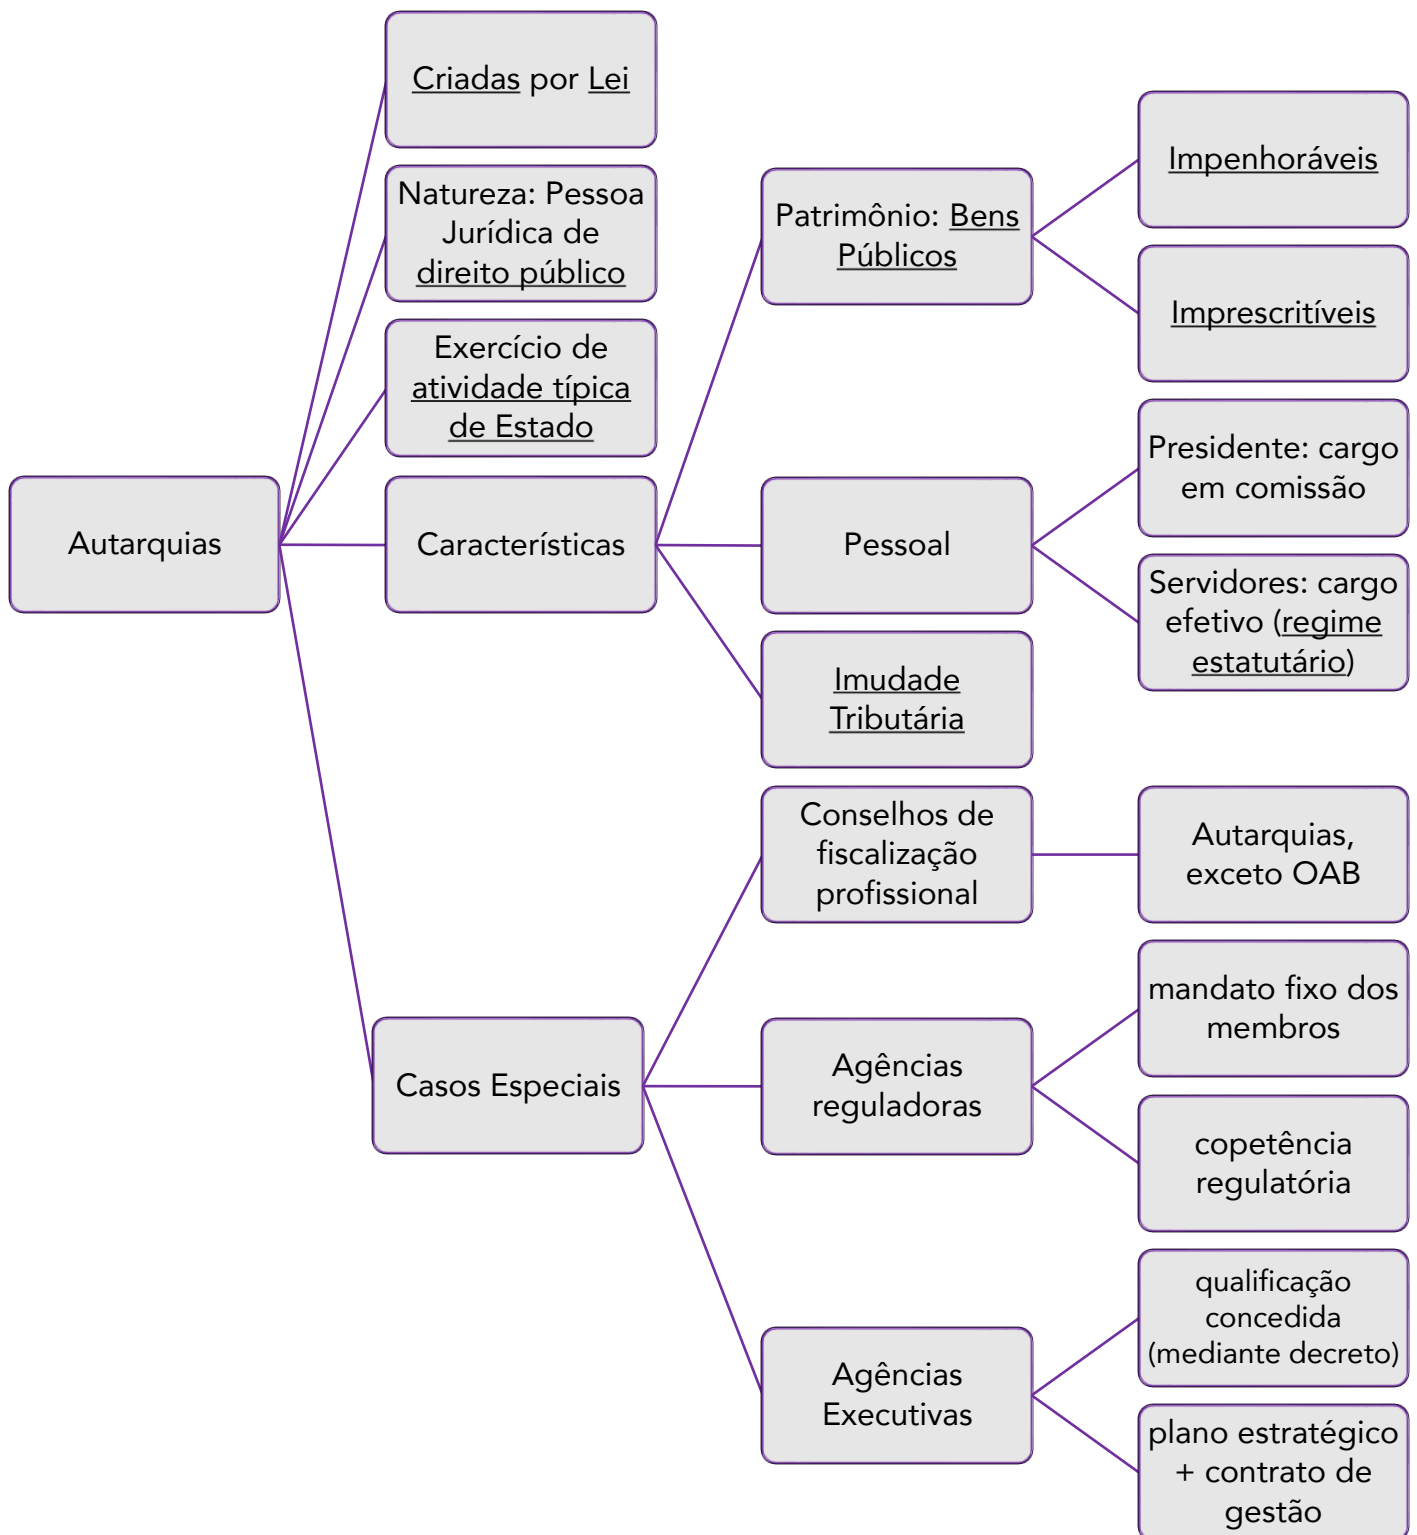 Criadas por Lei
Natureza: Pessoa
Jurídica de
direito público
Exercício de
atividade típica
de Estado
Autarquias
Características
Patrimônio: Bens
Públicos
Impenhoráveis
Imprescritíveis
Pessoal
Presidente: cargo
em comissão
Servidores: cargo
efetivo (regime
estatutário)
Imudade
Tributária
Casos Especiais
Conselhos de
fiscalização
profissional
Autarquias,
exceto OAB
Agências
reguladoras
mandato fixo dos
membros
copetência
regulatória
Agências
Executivas
qualificação
concedida
(mediante decreto)
plano estratégico
+ contrato de
gestão